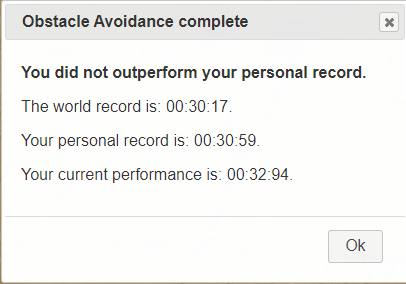 Obstacle Avoidance complete
You did not outperform your personal record.
The world record is: 00:30:17.
Your personal record is: 00:30:59.
Your current performance is: 00:32:94.
Ok